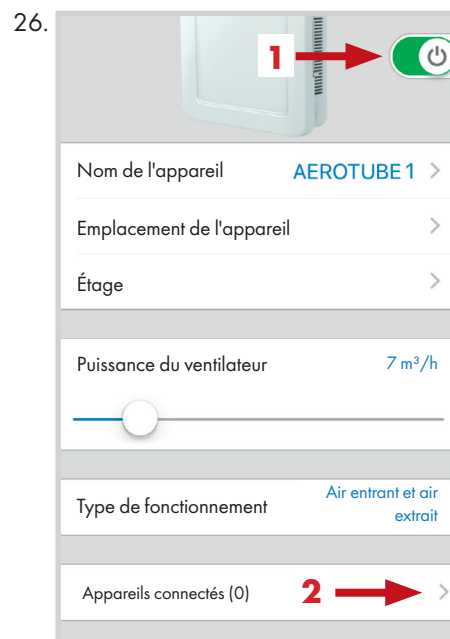 26.
1
Nom de l'appareil AEROTUBE 1
Emplacement de l'appareil
Étage
Puissance du ventilateur 7 m³/h
Type de fonctionnement Air entrant et air
extrait
Appareils connectés (0) 2